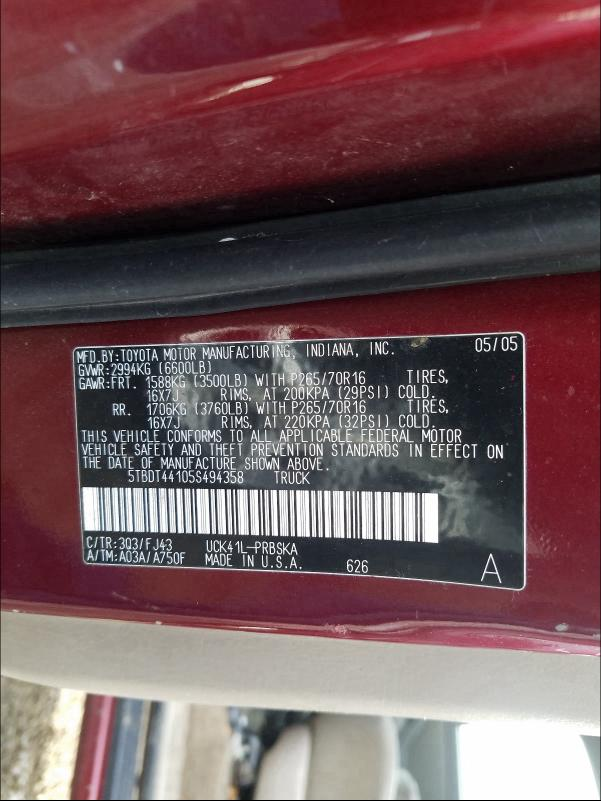 MFD.BY:TOYOTA MOTOR MANUFACTURING, INDIANA, INC. 05/05
GVWR:2994KG (6600LB)
GAWR:FRT. 1588KG (3500LB) WITH P265/70R16 TIRES,
16X7J RIMS, AT 200KPA (29PSI) COLD.
RR. 1706KG (3760LB) WITH P265/70R16 TIRES,
16X7J RIMS, AT 220KPA (32PSI) COLD.
THIS VEHICLE CONFORMS TO ALL APPLICABLE FEDERAL MOTOR
VEHICLE SAFETY AND THEFT PREVENTION STANDARDS IN EFFECT ON
THE DATE OF MANUFACTURE SHOWN ABOVE.
5TBDT44105S494358 TRUCK
C/TR:3Q3/FJ43 UCK41L-PRBSKA
A/TM:A03A/A750F MADE IN U.S.A. 626 A